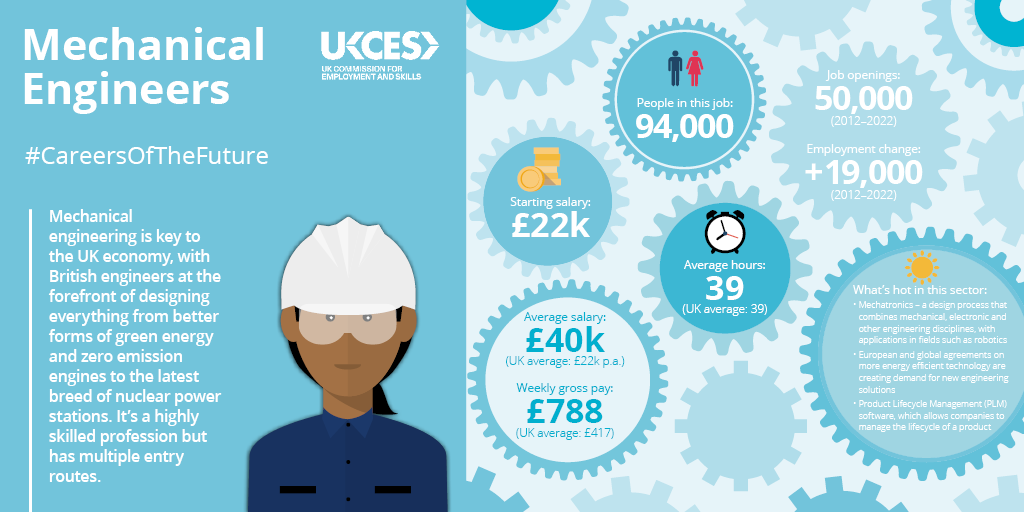 Mechanical
Engineers
UKCES
UK COMMISSION FOR
EMPLOYMENT AND SKILLS
#CareersOfTheFuture
Mechanical
engineering is key to
the UK economy, with
British engineers at the
forefront of designing
everything from better
forms of green energy
and zero emission
engines to the latest
breed of nuclear power
stations. It's a highly
skilled profession but
has multiple entry
routes.
People in this job:
94,000
Job openings:
50,000
(2012–2022)
Employment change:
+19,000
(2012–2022)
Starting salary:
£22k
Average hours:
39
(UK average: 39)
Average salary:
£40k
(UK average: £22k p.a.)
Weekly gross pay:
£788
(UK average: £417)
What's hot in this sector:
• Mechatronics – a design process that
combines mechanical, electronic and
other engineering disciplines, with
applications in fields such as robotics
• European and global agreements on
more energy efficient technology are
creating demand for new engineering
solutions
• Product Lifecycle Management (PLM)
software, which allows companies to
manage the lifecycle of a product